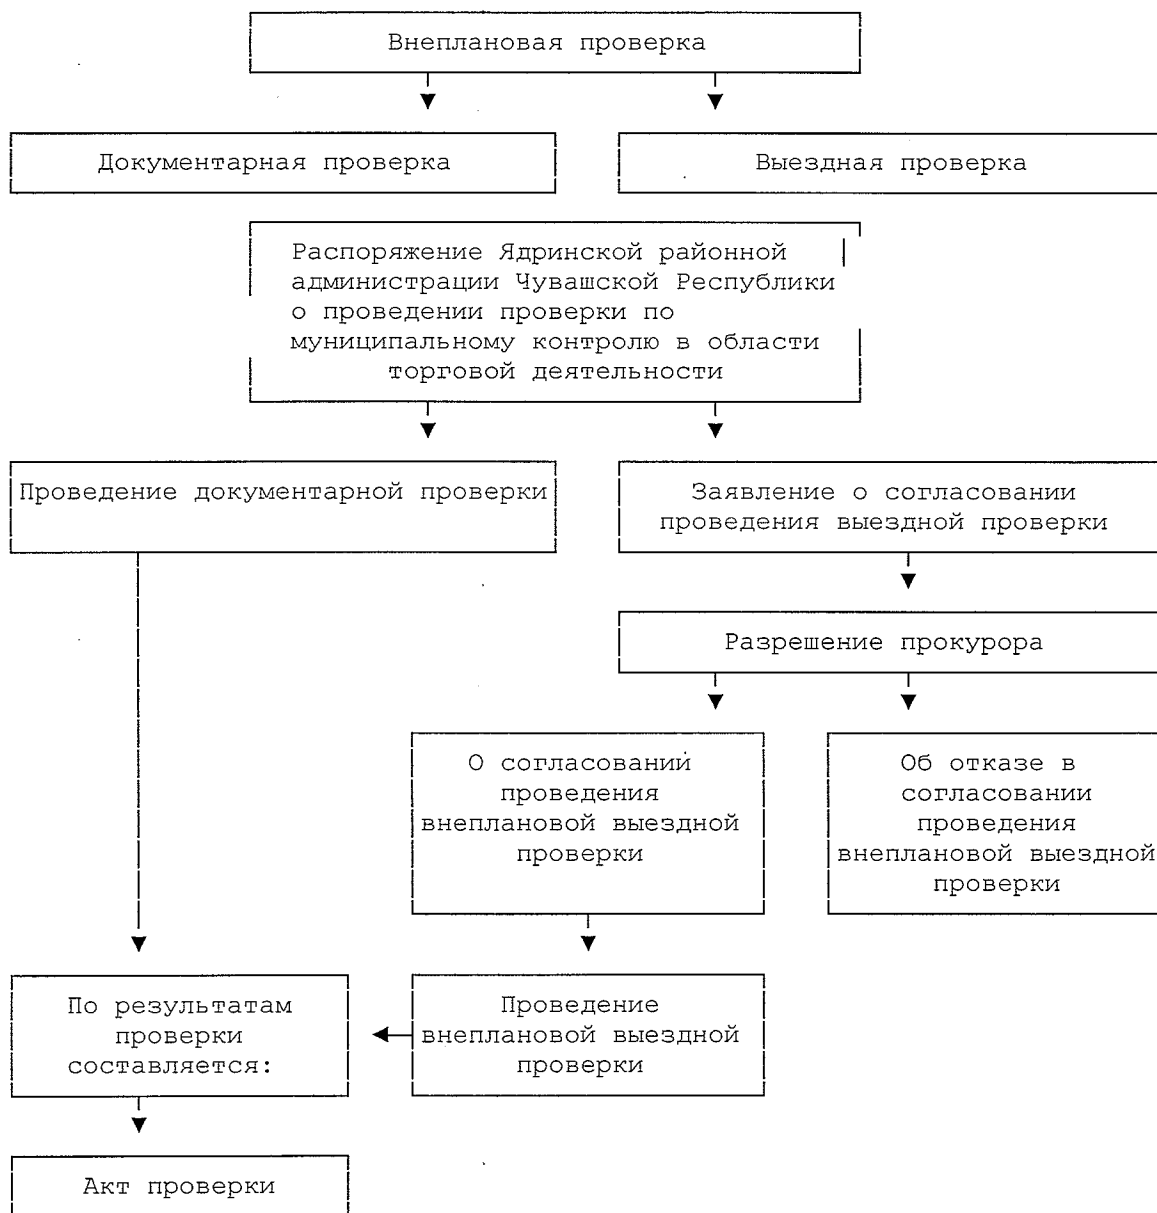 Внеплановая проверка
Документарная проверка
Выездная проверка
Распоряжение Ядринской районной
администрации Чувашской Республики
о проведении проверки по
муниципальному контролю в области
торговой деятельности
Проведение документарной проверки
Заявление о согласовании
проведения выездной проверки
Разрешение прокурора
О согласований
проведения
внеплановой выездной
проверки
Об отказе в
согласовании
проведения
внеплановой выездной
проверки
По результатам
проверки
составляется:
Проведение
внеплановой выездной
проверки
Акт проверки